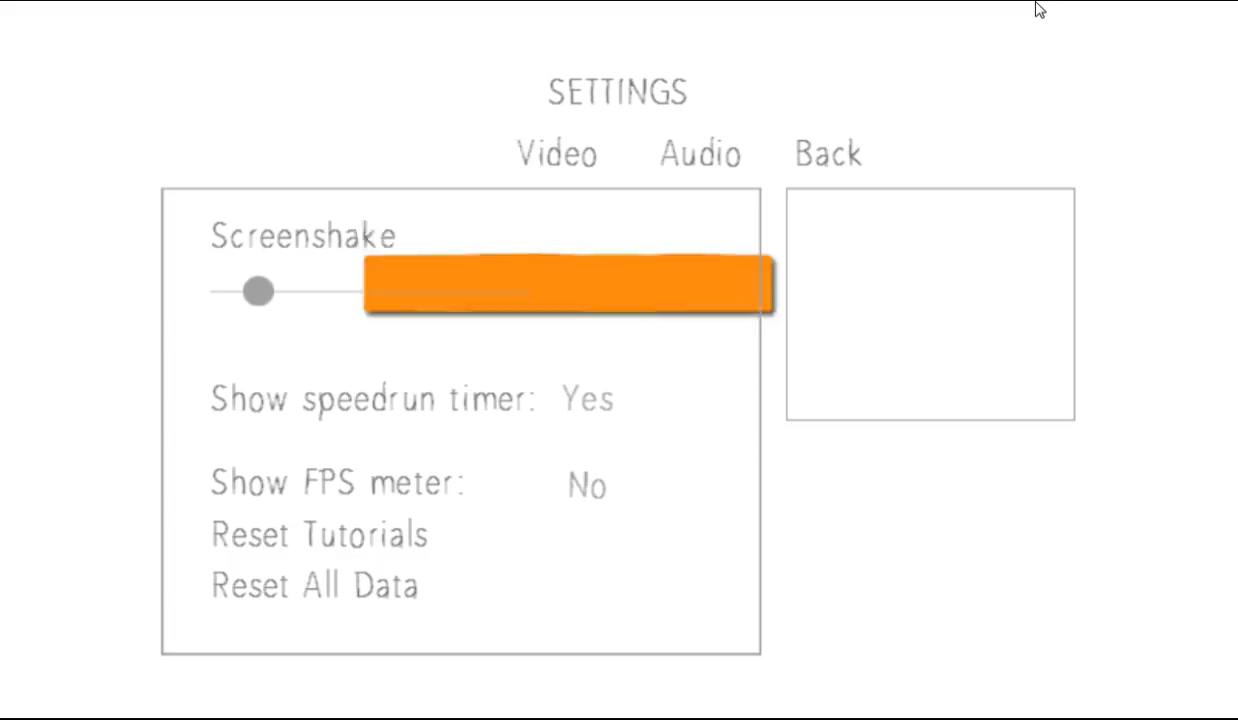 SETTINGS
Video Audio Back
Screenshake
Show speedrun timer: Yes
Show FPS meter: No
Reset Tutorials
Reset All Data